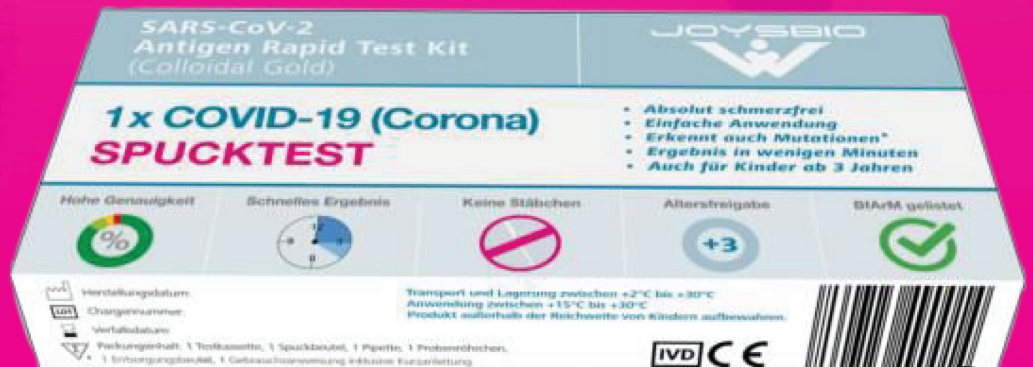 SARS-CoV-2
Antigen Rapid Test Kit
(Colloidal Gold)
JOYSBIO
1x COVID-19 (Corona)
SPUCKTEST
• Absolut schmerzfrei
• Einfache Anwendung
• Erkennt auch Mutationen*
• Ergebnis in wenigen Minuten
• Auch für Kinder ab 3 Jahren
Hohe Genauigkeit
Schnelles Ergebnis
Keine Stäbchen
Altersfreigabe
BfArM gelistet
%
12
+3
Herstellungsdatum:
LOT Chargennummer:
Verfallsdatum:
Packungsinhalt: 1 Testkassette, 1 Spuckbeutel, 1 Pipette, 1 Probenröhrchen,
1 Entsorgungsbeutel, 1 Gebrauchsanweisung inklusive Kurzanleitung
Transport und Lagerung zwischen +2°C bis +30°C
Anwendung zwischen +15°C bis +30°C
Produkt außerhalb der Reichweite von Kindern aufbewahren.
IVD CE